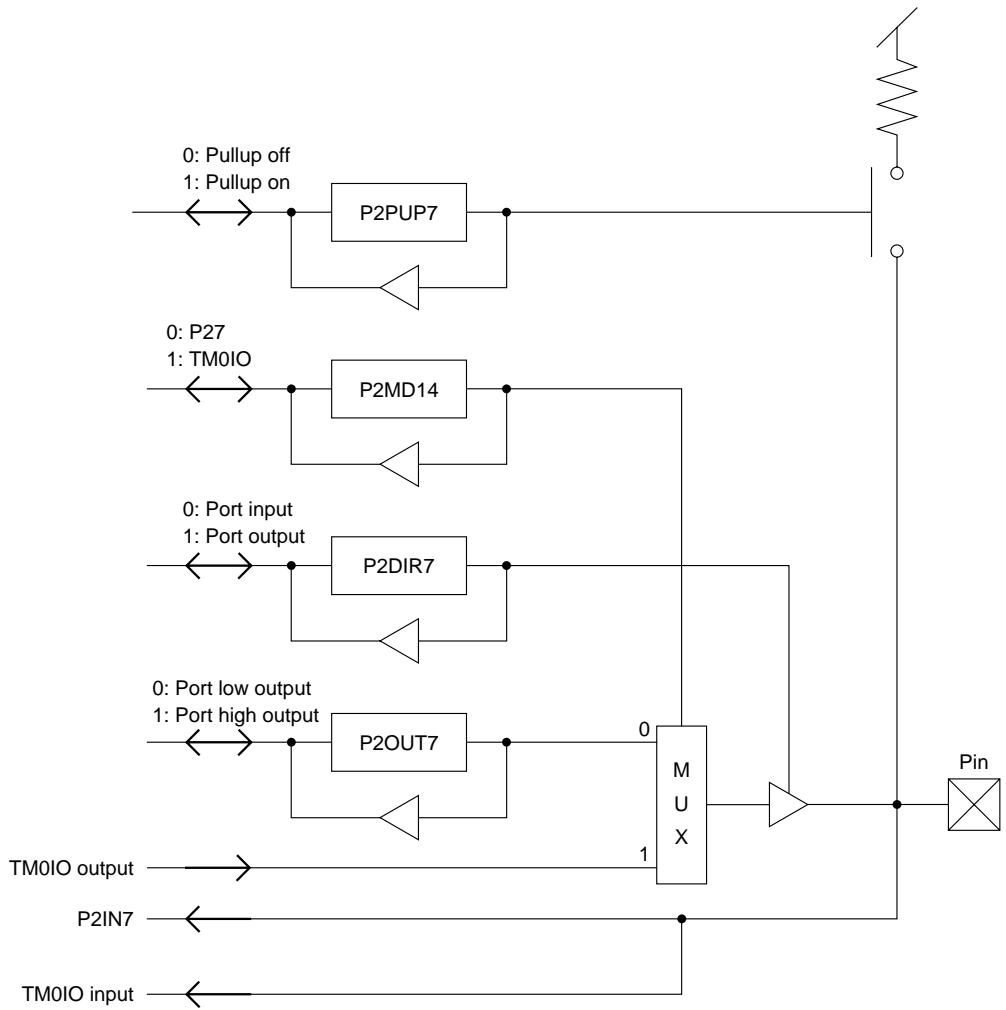 0: Pullup off
1: Pullup on
P2PUP7
0: P27
1: TM0IO
P2MD14
0: Port input
1: Port output
P2DIR7
0: Port low output
1: Port high output
P2OUT7
0
M
U
X
1
Pin
TM0IO output
P2IN7
TM0IO input